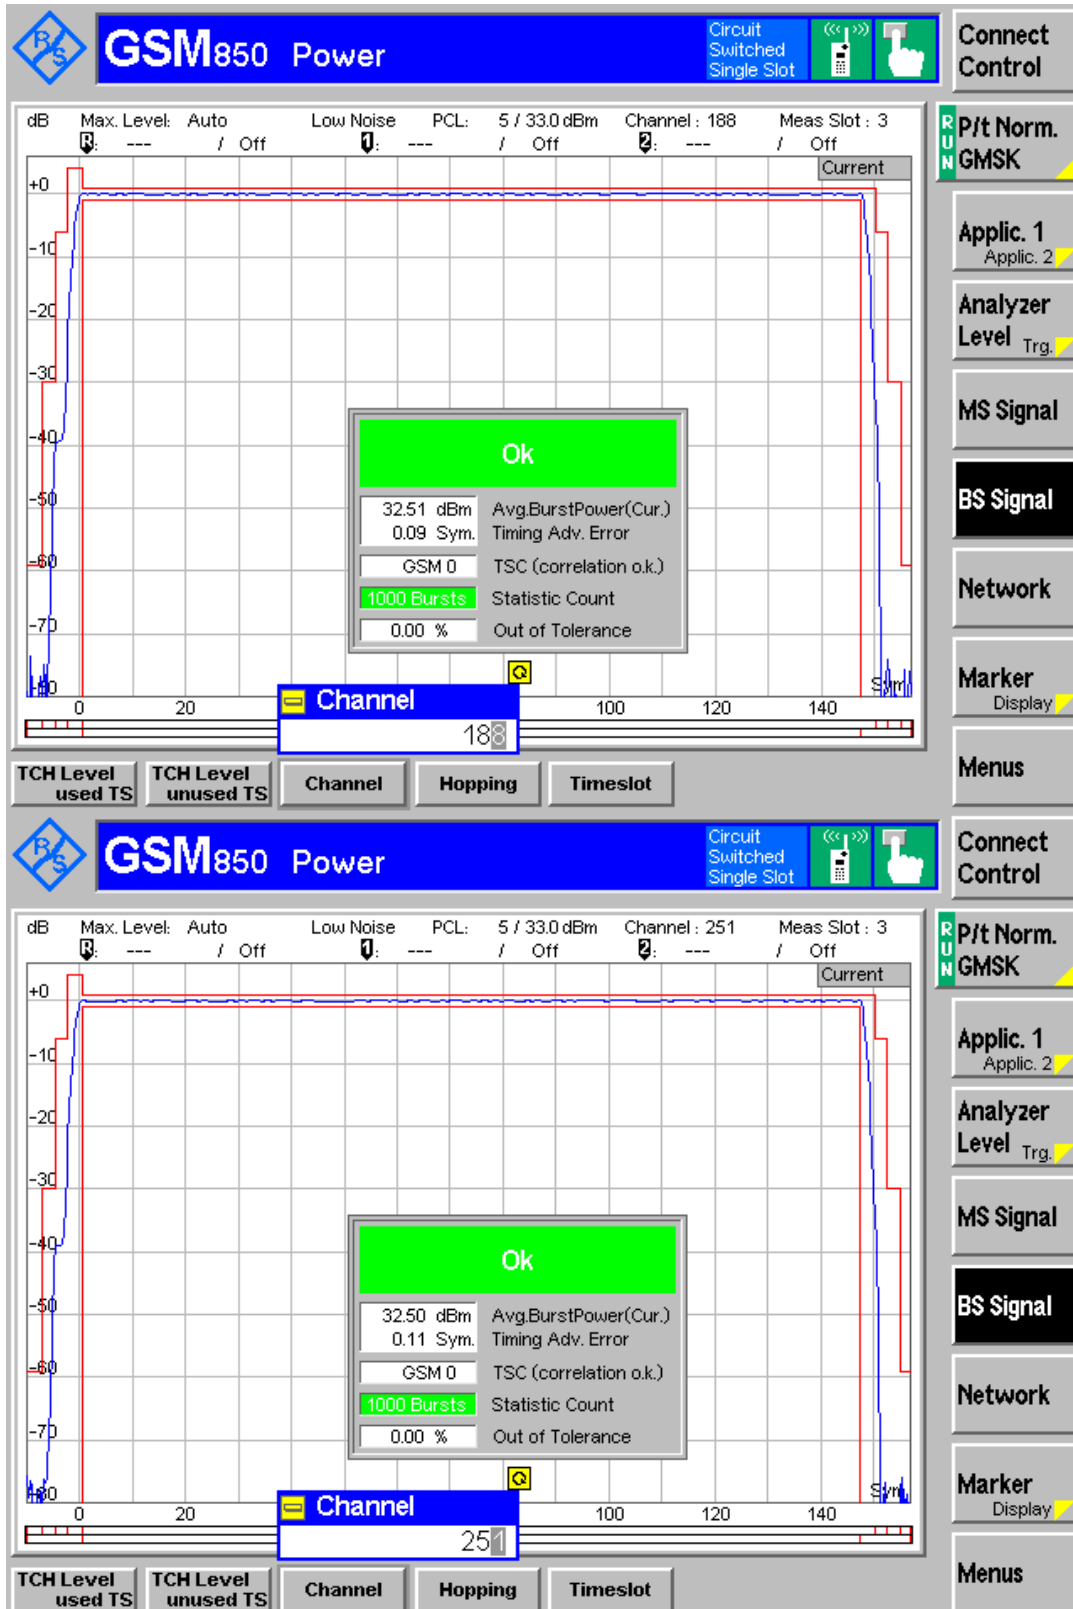 R/S
GSM850 Power
Circuit Switched Single Slot
Connect Control
dB Max. Level: Auto Low Noise PCL: 5 / 33.0 dBm Channel : 188 Meas Slot : 3
R: --- / Off 1: --- / Off 2: --- / Off
Current
RUN
P/t Norm. GMSK
+0
-10
-20
-30
-40
-50
-60
-70
-80
Applic. 1
Applic. 2
Analyzer
Level Trg.
MS Signal
BS Signal
Network
Marker
Display
Menus
Ok
32.51 dBm Avg.BurstPower(Cur.)
0.09 Sym. Timing Adv. Error
GSM 0 TSC (correlation o.k.)
1000 Bursts Statistic Count
0.00 % Out of Tolerance
Sym
0 20 100 120 140
Channel
188
TCH Level used TS
TCH Level unused TS
Channel
Hopping
Timeslot
R/S
GSM850 Power
Circuit Switched Single Slot
Connect Control
dB Max. Level: Auto Low Noise PCL: 5 / 33.0 dBm Channel : 251 Meas Slot : 3
R: --- / Off 1: --- / Off 2: --- / Off
Current
RUN
P/t Norm. GMSK
+0
-10
-20
-30
-40
-50
-60
-70
-80
Applic. 1
Applic. 2
Analyzer
Level Trg.
MS Signal
BS Signal
Network
Marker
Display
Menus
Ok
32.50 dBm Avg.BurstPower(Cur.)
0.11 Sym. Timing Adv. Error
GSM 0 TSC (correlation o.k.)
1000 Bursts Statistic Count
0.00 % Out of Tolerance
Sym
0 20 100 120 140
Channel
251
TCH Level used TS
TCH Level unused TS
Channel
Hopping
Timeslot